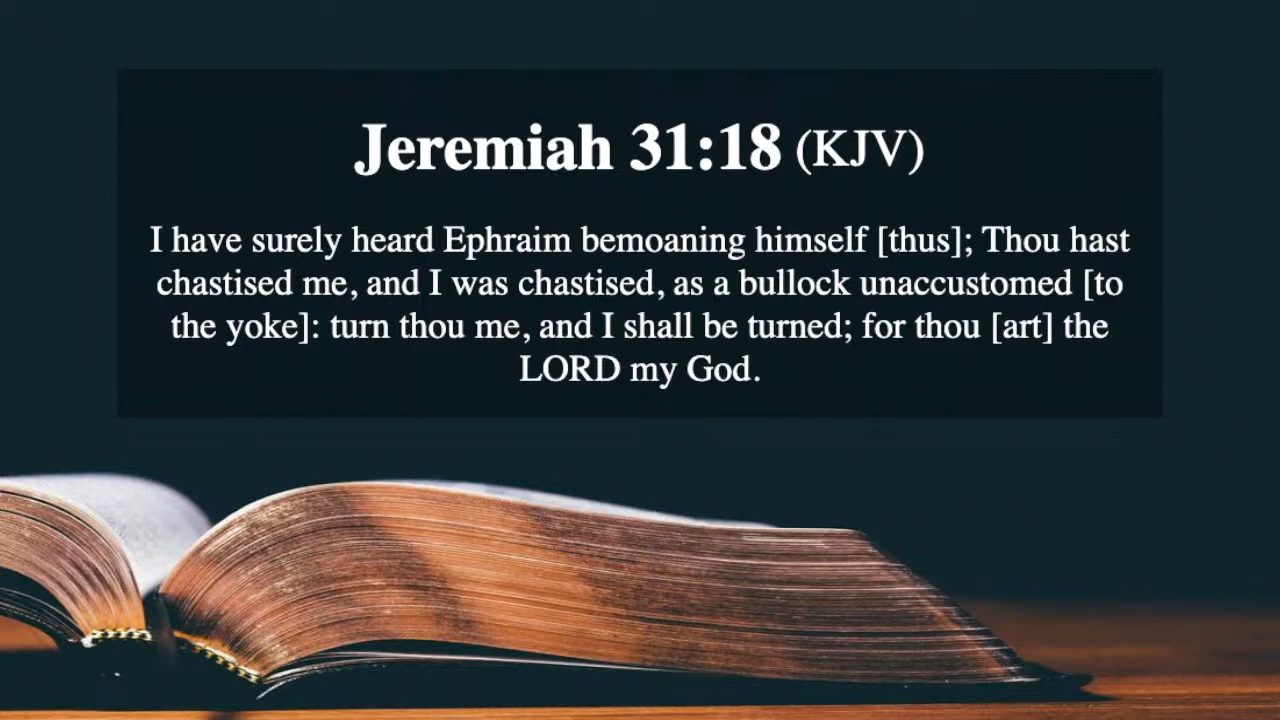 Jeremiah 31:18 (KJV)
I have surely heard Ephraim bemoaning himself [thus]; Thou hast
chastised me, and I was chastised, as a bullock unaccustomed [to
the yoke]: turn thou me, and I shall be turned; for thou [art] the
LORD my God.